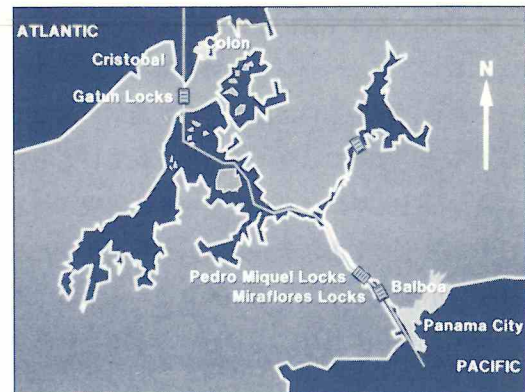 ATLANTIC
Colon
Cristobal
Gatun Locks
N
Pedro Miquel Locks
Balboa
Miraflores Locks
Panama City
PACIFIC